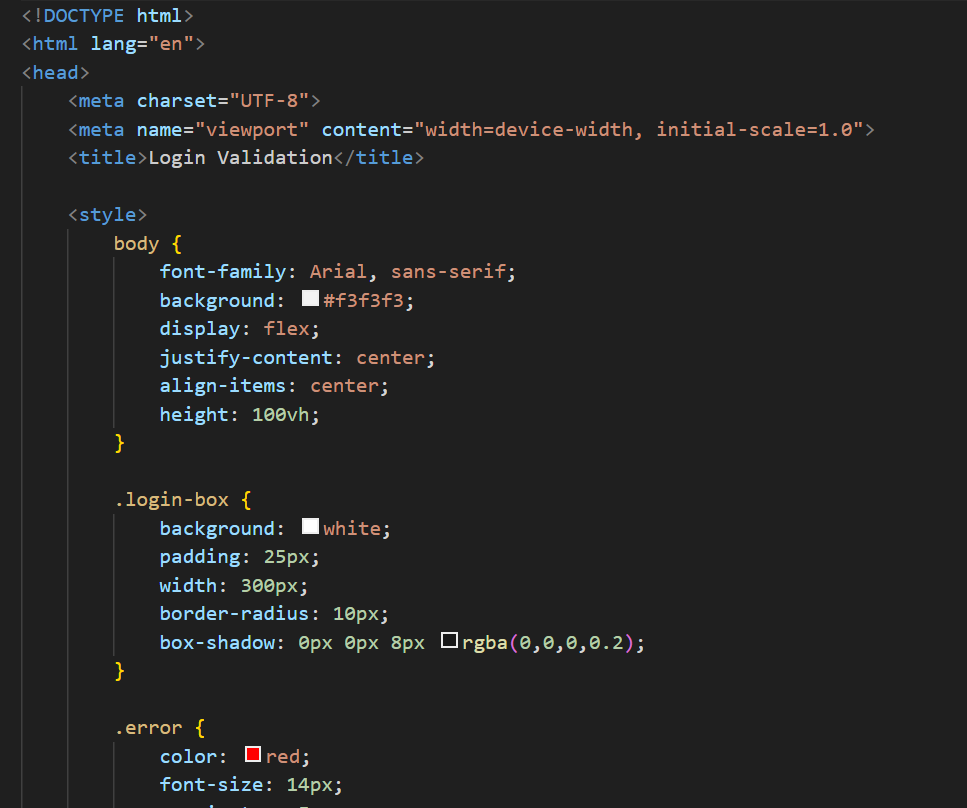 <!DOCTYPE html>
<html lang="en">
<head>
    <meta charset="UTF-8">
    <meta name="viewport" content="width=device-width, initial-scale=1.0">
    <title>Login Validation</title>

    <style>
        body {
            font-family: Arial, sans-serif;
            background: #f3f3f3;
            display: flex;
            justify-content: center;
            align-items: center;
            height: 100vh;
        }

        .login-box {
            background: white;
            padding: 25px;
            width: 300px;
            border-radius: 10px;
            box-shadow: 0px 0px 8px rgba(0,0,0,0.2);
        }

        .error {
            color: red;
            font-size: 14px;